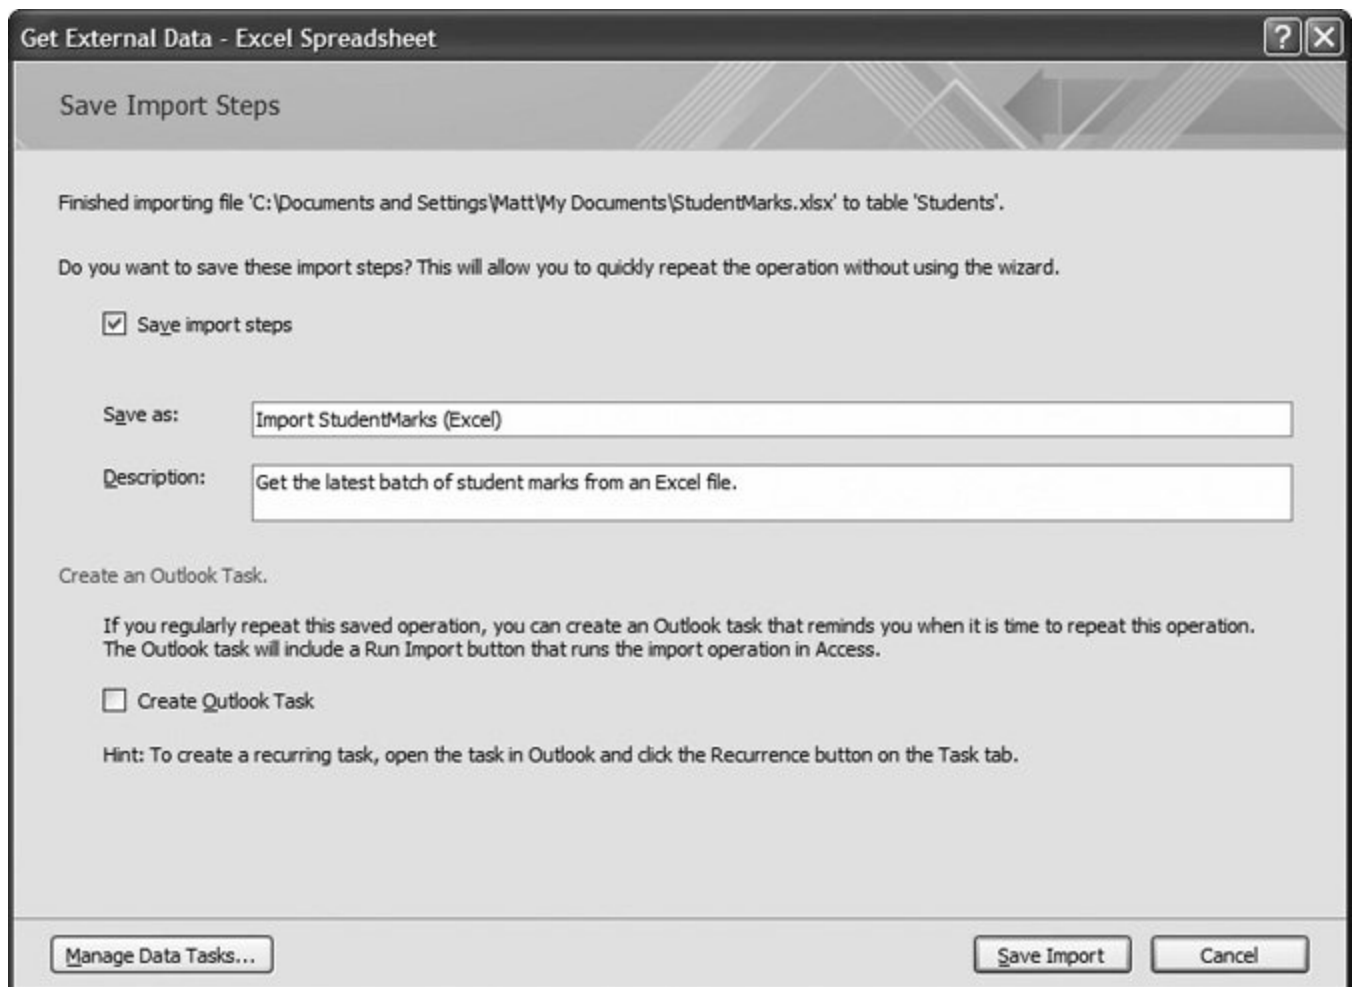 Get External Data - Excel Spreadsheet
Save Import Steps
Finished importing file 'C:\Documents and Settings\Matt\My Documents\StudentMarks.xlsx' to table 'Students'.
Do you want to save these import steps? This will allow you to quickly repeat the operation without using the wizard.
Save import steps
Save as: Import StudentMarks (Excel)
Description: Get the latest batch of student marks from an Excel file.
Create an Outlook Task.
If you regularly repeat this saved operation, you can create an Outlook task that reminds you when it is time to repeat this operation.
The Outlook task will include a Run Import button that runs the import operation in Access.
Create Outlook Task
Hint: To create a recurring task, open the task in Outlook and click the Recurrence button on the Task tab.
Manage Data Tasks... Save Import Cancel